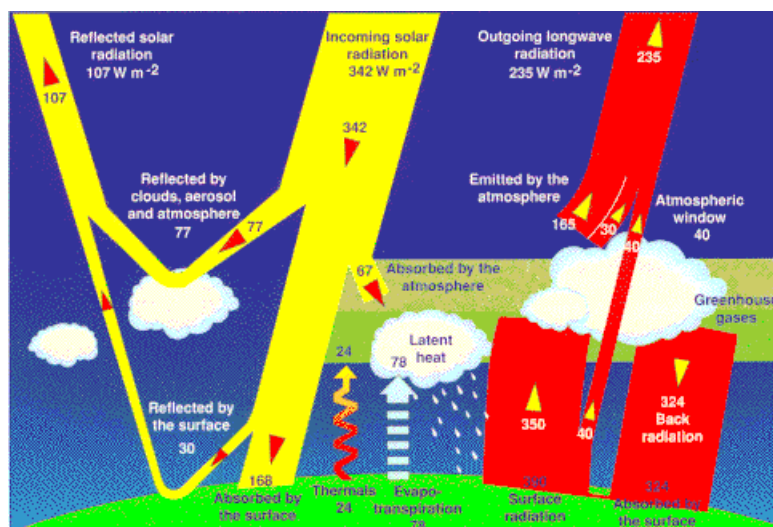 Reflected solar
radiation
107 W m-2
Incoming solar
radiation
342 W m-2
Outgoing longwave
radiation
235 W m-2
235
107
342
Reflected by
clouds, aerosol
and atmosphere
77
77
Emitted by the
atmosphere
165
30
40
Atmospheric
window
40
67
Absorbed by the
atmosphere
Greenhouse
gases
Latent
heat
24
78
350
40
324
Back
radiation
Reflected by
the surface
30
168
Absorbed by
the surface
Thermals
24
Evapo-
transpiration
78
Surface
radiation
324
Absorbed by
the surface